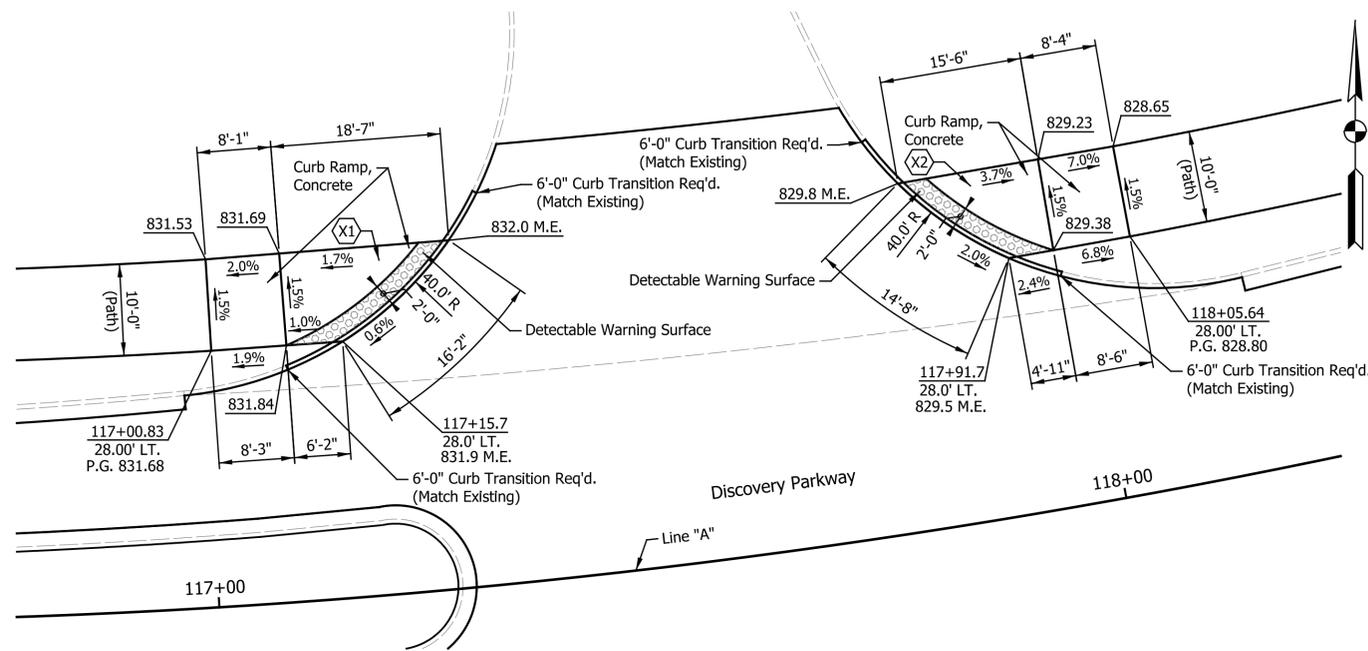 8'-1"
18'-7"
Curb Ramp,
Concrete
X1
831.53
831.69
2.0%
1.7%
1.5%
1.5%
10'-0"
(Path)
1.0%
1.9%
831.84
117+00.83
28.00' LT.
P.G. 831.68
8'-3"
6'-2"
40.0' R
2'-0"
0.6%
16'-2"
832.0 M.E.
6'-0" Curb Transition Req'd.
(Match Existing)
Detectable Warning Surface
117+15.7
28.0' LT.
831.9 M.E.
6'-0" Curb Transition Req'd.
(Match Existing)
15'-6"
8'-4"
Curb Ramp,
Concrete
X2
6'-0" Curb Transition Req'd.
(Match Existing)
829.8 M.E.
829.23
828.65
3.7%
7.0%
1.5%
1.5%
10'-0"
(Path)
829.38
40.0' R
2'-0"
2.0%
6.8%
2.4%
Detectable Warning Surface
14'-8"
117+91.7
28.0' LT.
829.5 M.E.
4'-11"
8'-6"
118+05.64
28.00' LT.
P.G. 828.80
6'-0" Curb Transition Req'd.
(Match Existing)
Discovery Parkway
Line "A"
117+00
118+00